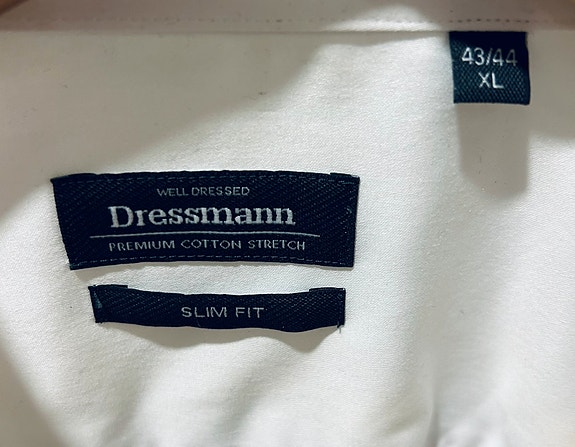 43/44
XL
WELL DRESSED
Dressmann
PREMIUM COTTON STRETCH
SLIM FIT